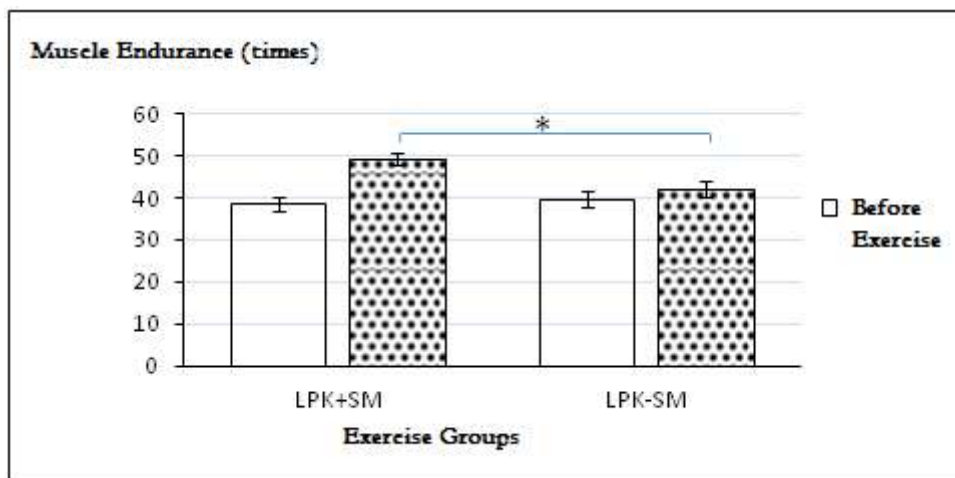 Muscle Endurance (times)
60
*
50
40
30
20
10
0
Before
Exercise
LPK+SM
LPK-SM
Exercise Groups